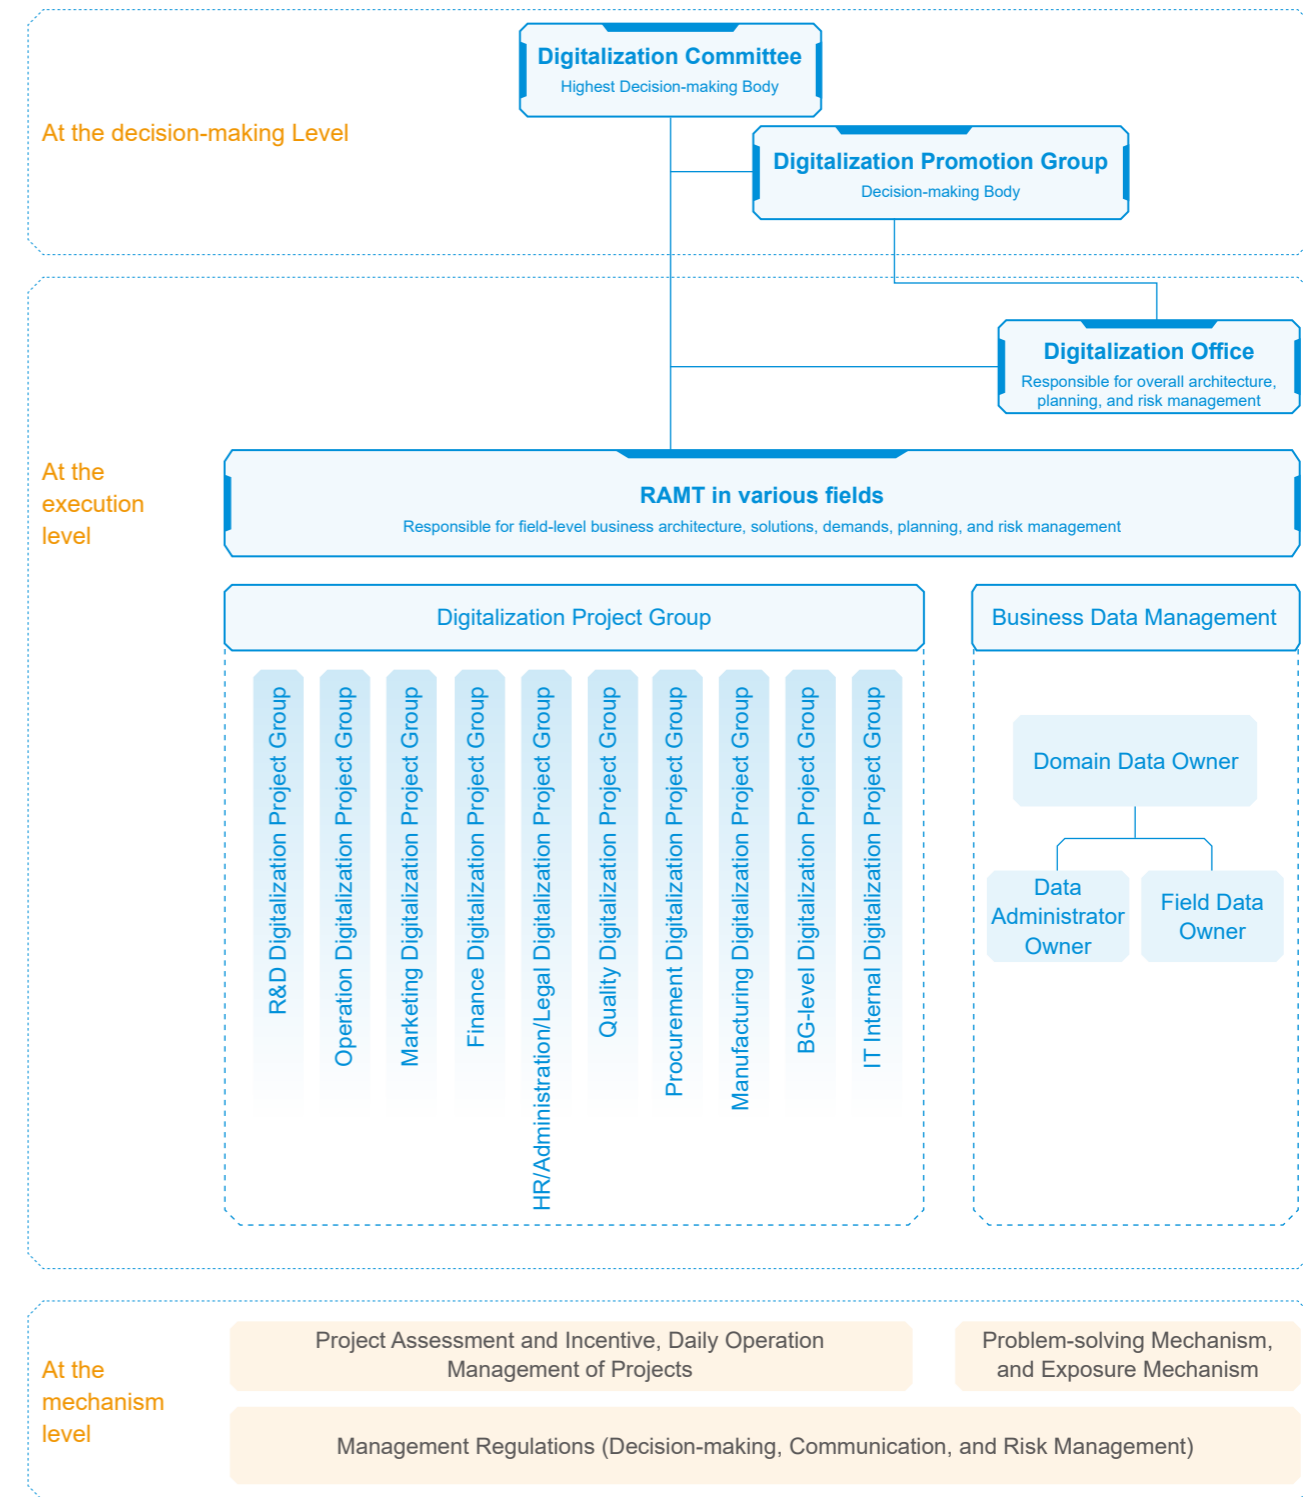 Digitalization Committee
Highest Decision-making Body
At the decision-making Level
Digitalization Promotion Group
Decision-making Body
Digitalization Office
Responsible for overall architecture,
planning, and risk management
At the
execution
level
RAMT in various fields
Responsible for field-level business architecture, solutions, demands, planning, and risk management
Digitalization Project Group
Business Data Management
R&D Digitalization Project Group
Operation Digitalization Project Group
Marketing Digitalization Project Group
Finance Digitalization Project Group
HR/Administration/Legal Digitalization Project Group
Quality Digitalization Project Group
Procurement Digitalization Project Group
Manufacturing Digitalization Project Group
BG-level Digitalization Project Group
IT Internal Digitalization Project Group
Domain Data Owner
Data
Administrator
Owner
Field Data
Owner
At the
mechanism
level
Project Assessment and Incentive, Daily Operation
Management of Projects
Problem-solving Mechanism,
and Exposure Mechanism
Management Regulations (Decision-making, Communication, and Risk Management)